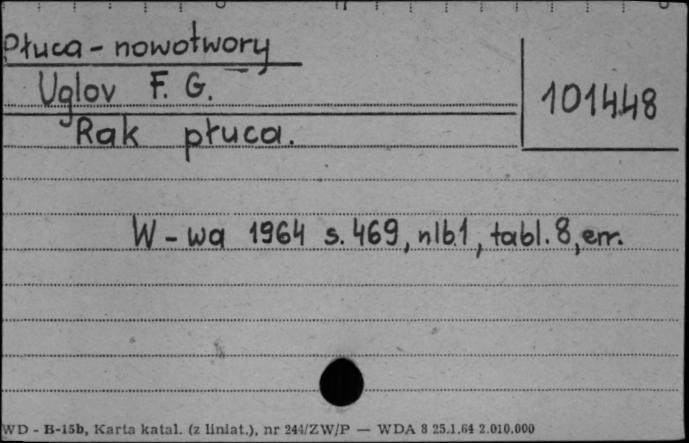 Płuca - nowotwory
Uglov F. G.
101448
Rak płuca.
W-wa 1964 s. 469, nlb.1, tabl. 8, err.
WD - B-15b, Karta katal. (z liniat.), nr 244/ZW/P — WDA 8 25.1.64 2.010.000